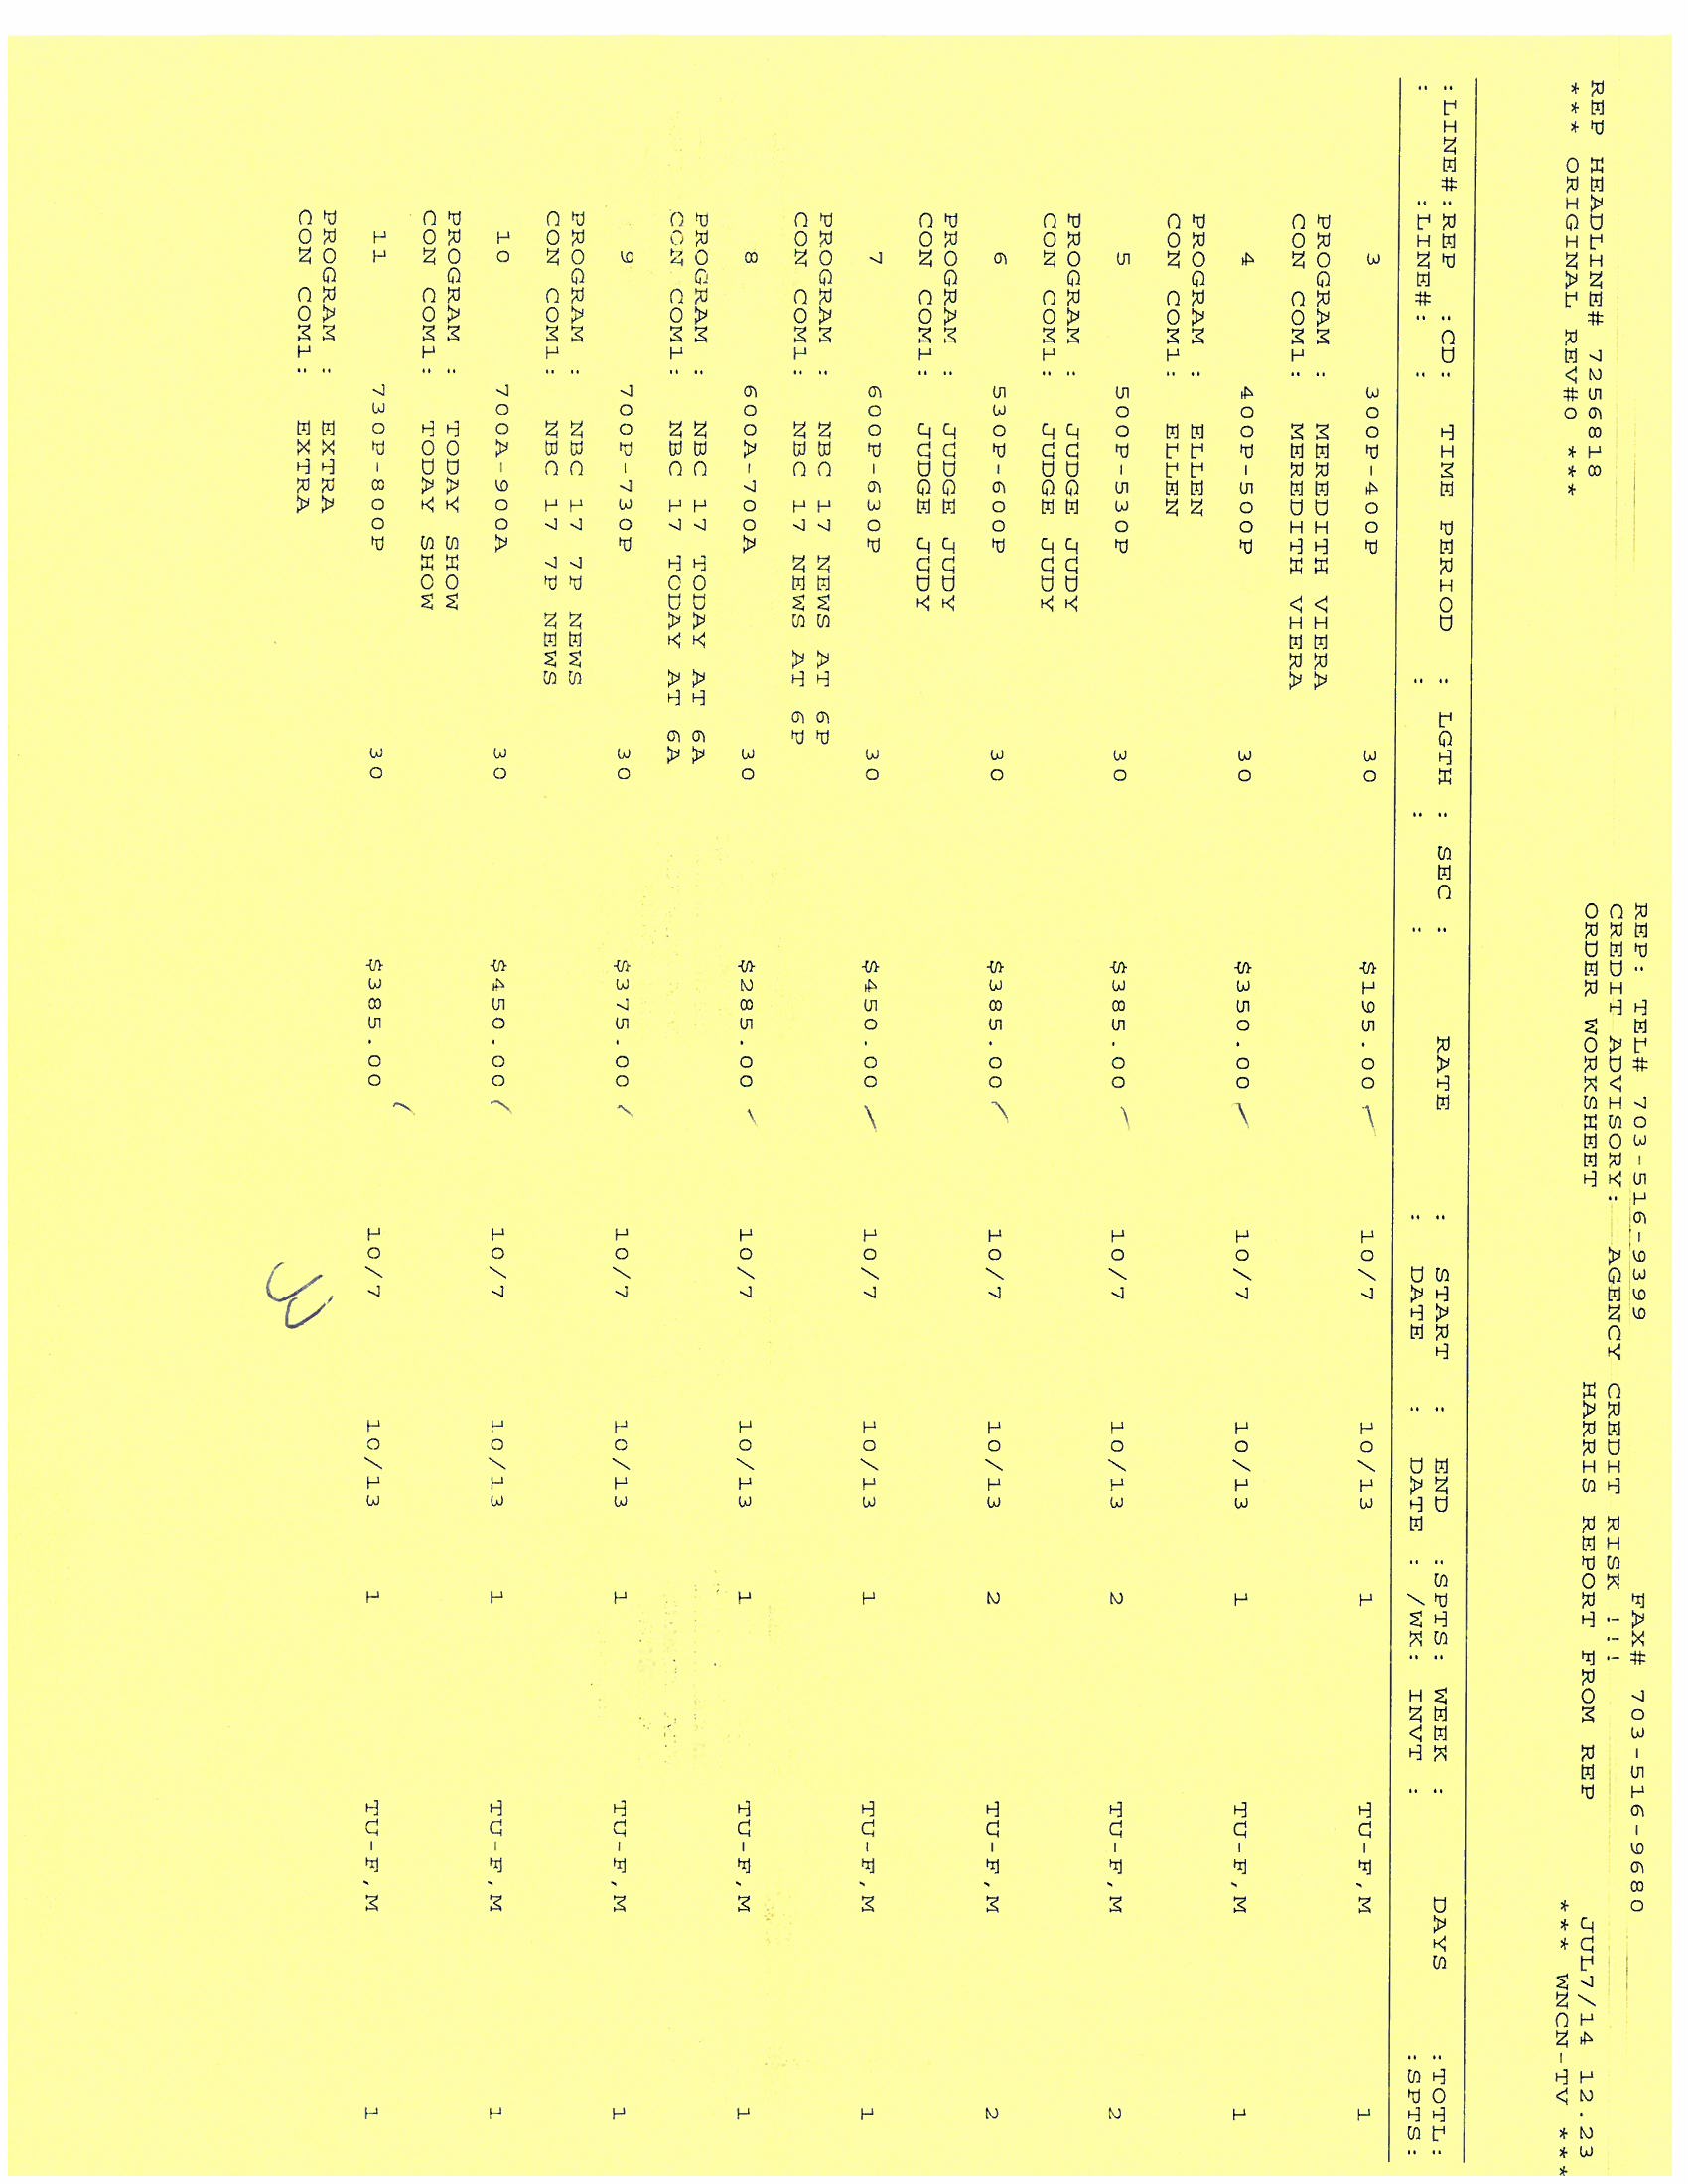 REP: TEL# 703-516-9399 FAX# 703-516-9680
CREDIT ADVISORY: AGENCY CREDIT RISK !!!
REP HEADLINE# 7256818 ORDER WORKSHEET HARRIS REPORT FROM REP JUL7/14 12.23
*** ORIGINAL REV#0 *** *** WNCN-TV ***
:LINE#:REP :CD: TIME PERIOD : LGTH : SEC : RATE : START : END :SPTS: WEEK : DAYS :TOTL:
: :LINE#: : : : : : DATE : DATE : /WK: INVT : :SPTS:
3 300P-400P 30 $195.00 10/7 10/13 1 TU-F,M 1
PROGRAM : MEREDITH VIERA
CON COM1: MEREDITH VIERA
4 400P-500P 30 $350.00 10/7 10/13 1 TU-F,M 1
PROGRAM : ELLEN
CON COM1: ELLEN
5 500P-530P 30 $385.00 10/7 10/13 2 TU-F,M 2
PROGRAM : JUDGE JUDY
CON COM1: JUDGE JUDY
6 530P-600P 30 $385.00 10/7 10/13 2 TU-F,M 2
PROGRAM : JUDGE JUDY
CON COM1: JUDGE JUDY
7 600P-630P 30 $450.00 10/7 10/13 1 TU-F,M 1
PROGRAM : NBC 17 NEWS AT 6P
CON COM1: NBC 17 NEWS AT 6P
8 600A-700A 30 $285.00 10/7 10/13 1 TU-F,M 1
PROGRAM : NBC 17 TODAY AT 6A
CON COM1: NBC 17 TODAY AT 6A
9 700P-730P 30 $375.00 10/7 10/13 1 TU-F,M 1
PROGRAM : NBC 17 7P NEWS
CON COM1: NBC 17 7P NEWS
10 700A-900A 30 $450.00 10/7 10/13 1 TU-F,M 1
PROGRAM : TODAY SHOW
CON COM1: TODAY SHOW
11 730P-800P 30 $385.00 10/7 10/13 1 TU-F,M 1
PROGRAM : EXTRA
CON COM1: EXTRA